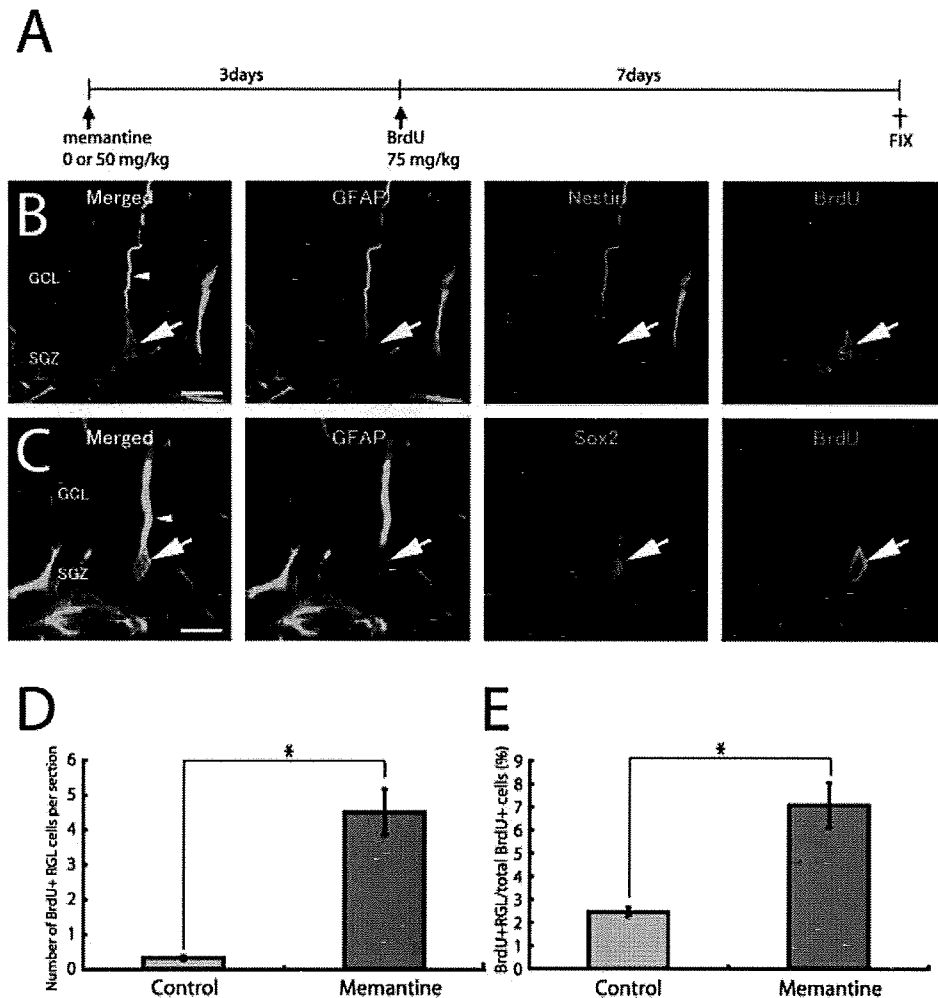 A
3days
7days
memantine
0 or 50 mg/kg
BrdU
75 mg/kg
FIX
B
Merged
GFAP
Nestin
BrdU
GCL
SGZ
C
Merged
GFAP
Sox2
BrdU
GCL
SGZ
D
Number of BrdU+ RGL cells per section
6
5
4
3
2
1
0
*
Control
Memantine
E
BrdU+RGL/total BrdU+ cells (%)
9
8
7
6
5
4
3
2
1
0
*
Control
Memantine